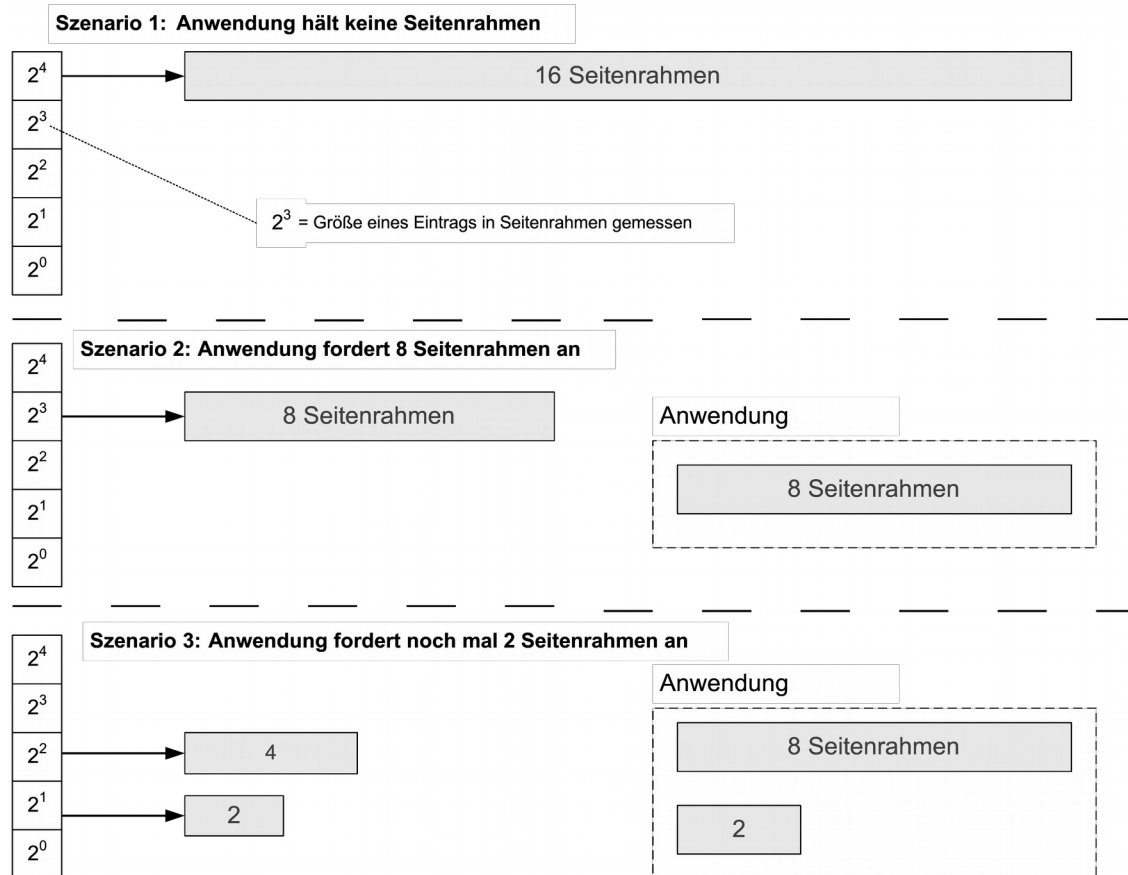 Szenario 1: Anwendung hält keine Seitenrahmen
2⁴
16 Seitenrahmen
2³
2²
2¹
2³ = Größe eines Eintrags in Seitenrahmen gemessen
2⁰
Szenario 2: Anwendung fordert 8 Seitenrahmen an
2⁴
2³
8 Seitenrahmen
Anwendung
2²
8 Seitenrahmen
2¹
2⁰
Szenario 3: Anwendung fordert noch mal 2 Seitenrahmen an
2⁴
Anwendung
2³
8 Seitenrahmen
2²
4
2¹
2
2
2⁰